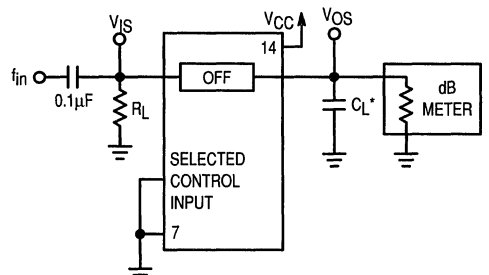 VIS
VCC
VOS
14
fin
0.1µF
RL
OFF
CL*
dB
METER
SELECTED
CONTROL
INPUT
7